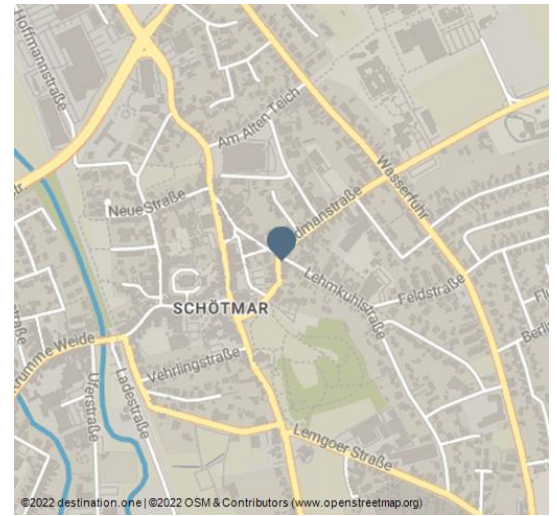 Hoffmannstraße
Am Alten Teich
Wasserfuhr
Neue Straße
Lehmkuhlstraße
Feldstraße
SCHÖTMAR
Krumme Weide
Uferstraße
Ladestraße
Vehrlingstraße
Lemgoer Straße
©2022 destination.one | ©2022 OSM & Contributors (www.openstreetmap.org)